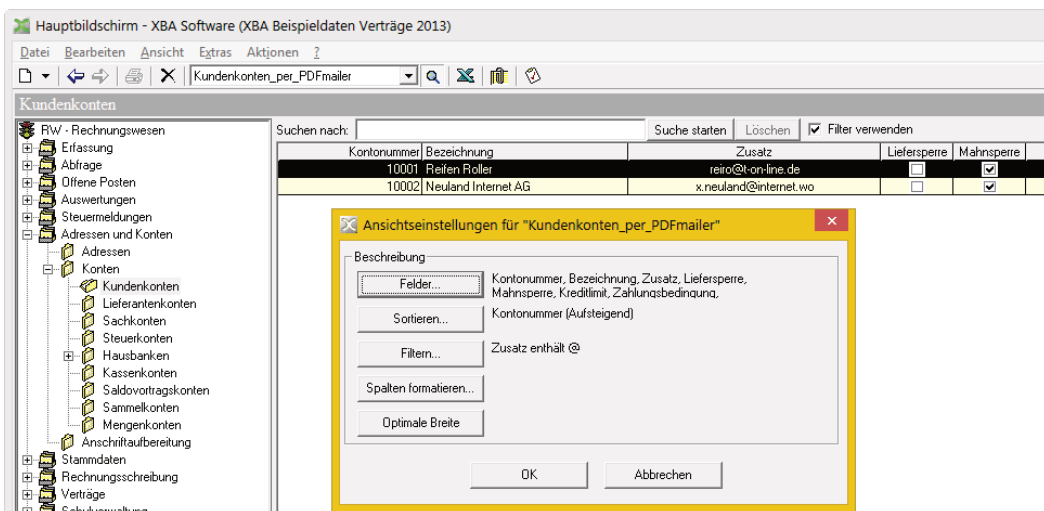 Hauptbildschirm - XBA Software (XBA Beispieldaten Verträge 2013)
Datei Bearbeiten Ansicht Extras Aktionen ?
Kundenkonten_per_PDFmailer
Kundenkonten
RW - Rechnungswesen
Erfassung
Abfrage
Offene Posten
Auswertungen
Steuermeldungen
Adressen und Konten
Adressen
Konten
Kundenkonten
Lieferantenkonten
Sachkonten
Steuerkonten
Hausbanken
Kassenkonten
Saldovortragskonten
Sammelkonten
Mengenkonten
Anschriftaufbereitung
Stammdaten
Rechnungsschreibung
Verträge
Schulverwaltung
Suchen nach: Suche starten Löschen Filter verwenden
Kontonummer Bezeichnung Zusatz Liefersperre Mahnsperre
10001 Reifen Roller reiro@t-on-line.de
10002 Neuland Internet AG x.neuland@internet.wo
Ansichtseinstellungen für "Kundenkonten_per_PDFmailer"
Beschreibung
Felder... Kontonummer, Bezeichnung, Zusatz, Liefersperre,
Mahnsperre, Kreditlimit, Zahlungsbedingung,
Sortieren... Kontonummer (Aufsteigend)
Filtern... Zusatz enthält @
Spalten formatieren...
Optimale Breite
OK Abbrechen